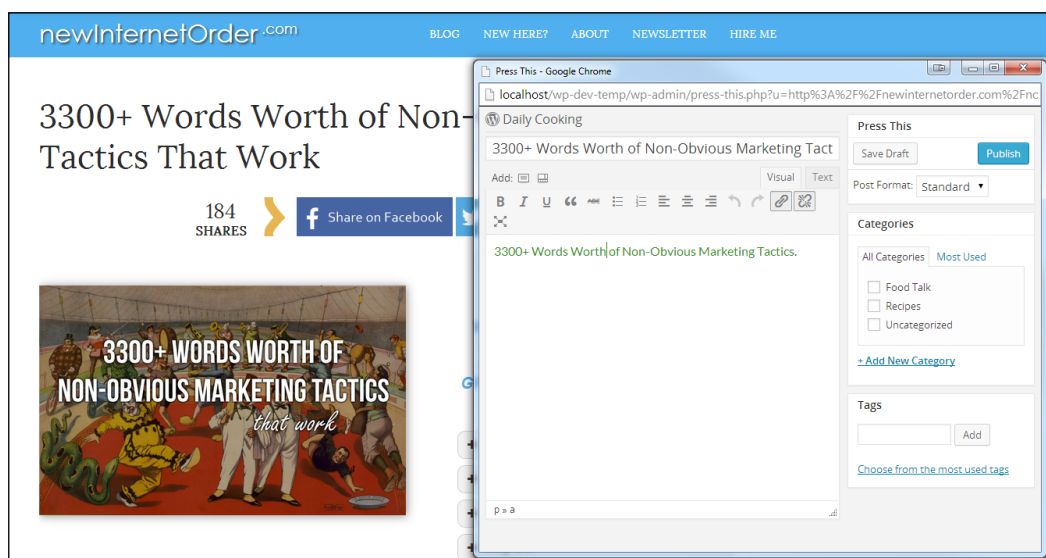 newInternetOrder.com
BLOG NEW HERE? ABOUT NEWSLETTER HIRE ME
3300+ Words Worth of Non-
Tactics That Work
184
SHARES
Share on Facebook
3300+ WORDS WORTH OF
NON-OBVIOUS MARKETING TACTICS
that work
G
Press This - Google Chrome
localhost/wp-dev-temp/wp-admin/press-this.php?u=http%3A%2F%2Fnewinternetorder.com%2Fnc
Daily Cooking
3300+ Words Worth of Non-Obvious Marketing Tact
Add:
Visual Text
B I U ABC
3300+ Words Worth of Non-Obvious Marketing Tactics.
p » a
Press This
Save Draft Publish
Post Format: Standard
Categories
All Categories Most Used
Food Talk
Recipes
Uncategorized
+ Add New Category
Tags
Add
Choose from the most used tags